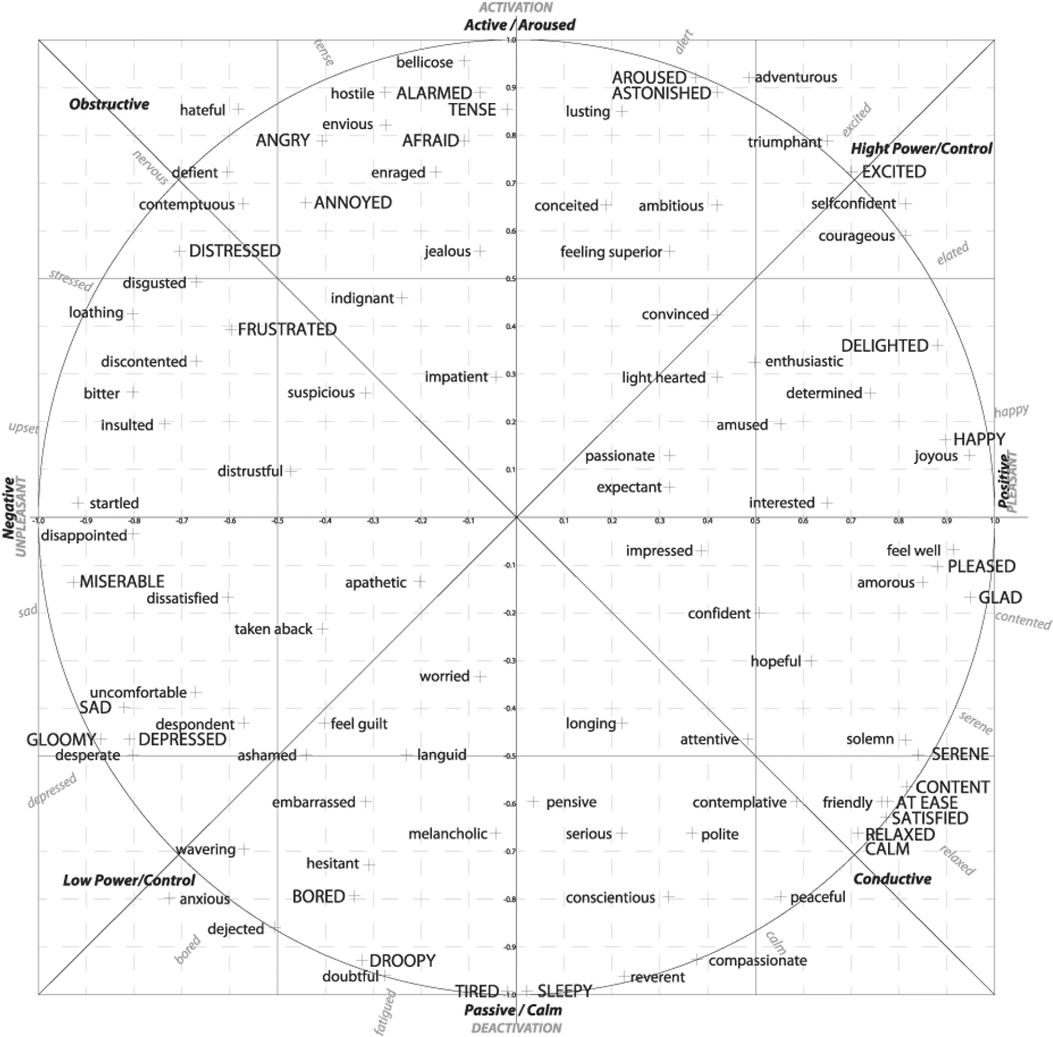 ACTIVATION
Active / Aroused
1.0
tense
alert
bellicose
AROUSED
adventurous
0.9
hostile
ALARMED
ASTONISHED
Obstructive
hateful
TENSE
lusting
envious
excited
0.8
ANGRY
AFRAID
triumphant
Hight Power/Control
nervous
defient
enraged
EXCITED
0.7
contemptuous
ANNOYED
conceited
ambitious
selfconfident
0.6
courageous
DISTRESSED
jealous
feeling superior
elated
0.5
stressed
disgusted
indignant
loathing
convinced
0.4
FRUSTRATED
DELIGHTED
discontented
enthusiastic
0.3
impatient
light hearted
bitter
suspicious
determined
0.2
upset
insulted
amused
happy
HAPPY
distrustful
passionate
joyous
0.1
expectant
startled
interested
Negative
UNPLEASANT
Positive
PLEASANT
-1.0 -0.9 -0.8 -0.7 -0.6 -0.5 -0.4 -0.3 -0.2 -0.1 0.1 0.2 0.3 0.4 0.5 0.6 0.7 0.8 0.9 1.0
disappointed
impressed
feel well
-0.1
PLEASED
MISERABLE
apathetic
amorous
dissatisfied
GLAD
-0.2
sad
confident
contented
taken aback
-0.3
hopeful
worried
uncomfortable
-0.4
SAD
despondent
feel guilt
longing
serene
GLOOMY
DEPRESSED
attentive
solemn
-0.5
desperate
ashamed
languid
SERENE
depressed
CONTENT
-0.6
embarrassed
pensive
contemplative
friendly
AT EASE
SATISFIED
melancholic
serious
polite
RELAXED
-0.7
wavering
CALM
hesitant
relaxed
Low Power/Control
Conductive
-0.8
anxious
BORED
conscientious
peaceful
dejected
-0.9
bored
calm
DROOPY
compassionate
doubtful
reverent
-1.0
TIRED
SLEEPY
fatigued
Passive / Calm
DEACTIVATION